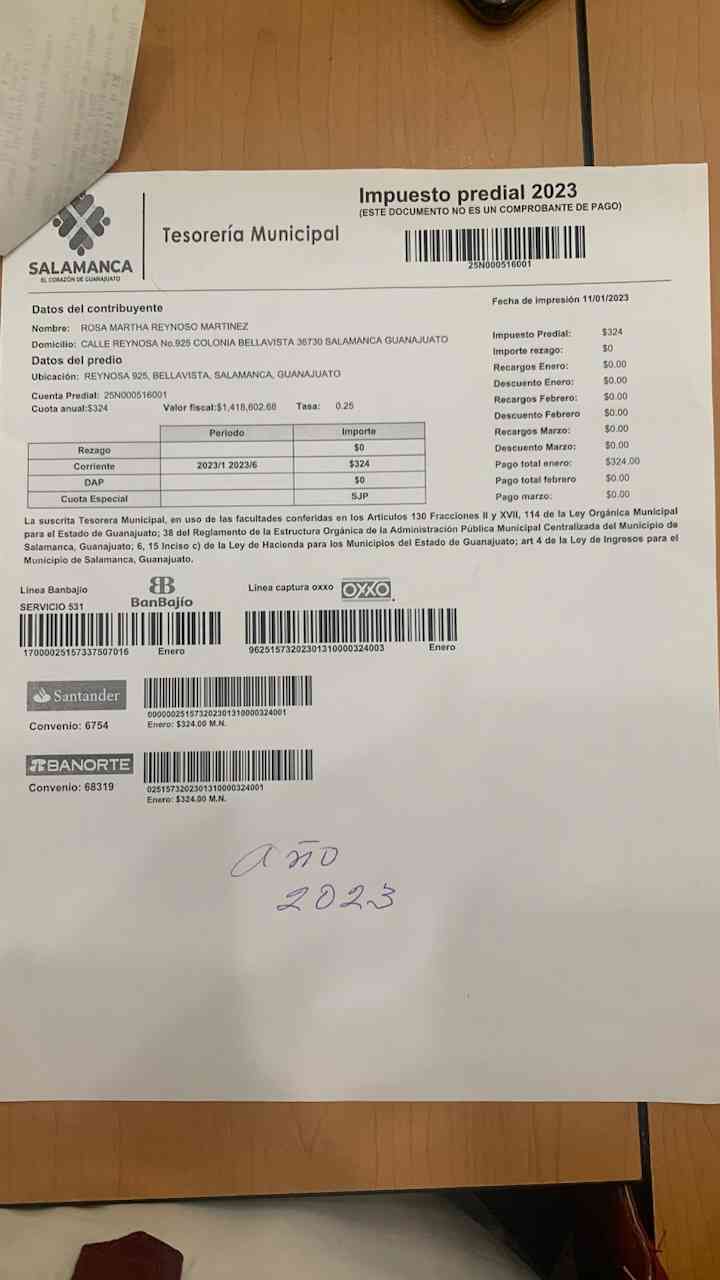 Impuesto predial 2023
(ESTE DOCUMENTO NO ES UN COMPROBANTE DE PAGO)
Tesorería Municipal
SALAMANCA
EL CORAZÓN DE GUANAJUATO
25N000516001
Fecha de impresión 11/01/2023
Datos del contribuyente
Nombre: ROSA MARTHA REYNOSO MARTINEZ
Domicilio: CALLE REYNOSA No.925 COLONIA BELLAVISTA 36730 SALAMANCA GUANAJUATO
Datos del predio
Ubicación: REYNOSA 925, BELLAVISTA, SALAMANCA, GUANAJUATO
Cuenta Predial: 25N000516001
Cuota anual:$324 Valor fiscal:$1,418,602.68 Tasa: 0.25
Periodo Importe
Rezago $0
Corriente 2023/1 2023/6 $324
DAP $0
Cuota Especial SJP
Impuesto Predial: $324
Importe rezago: $0
Recargos Enero: $0.00
Descuento Enero: $0.00
Recargos Febrero: $0.00
Descuento Febrero $0.00
Recargos Marzo: $0.00
Descuento Marzo: $0.00
Pago total enero: $324.00
Pago total febrero $0.00
Pago marzo: $0.00
La suscrita Tesorera Municipal, en uso de las facultades conferidas en los Articulos 130 Fracciones II y XVII, 114 de la Ley Orgánica Municipal
para el Estado de Guanajuato; 38 del Reglamento de la Estructura Orgánica de la Administración Pública Municipal Centralizada del Municipio de
Salamanca, Guanajuato; 6, 15 Inciso c) de la Ley de Hacienda para los Municipios del Estado de Guanajuato; art 4 de la Ley de Ingresos para el
Municipio de Salamanca, Guanajuato.
Linea Banbajio
SERVICIO 531
BanBajío
17000025157337507016 Enero
Linea captura oxxo OXXO
96251573202301310000324003 Enero
Santander
Convenio: 6754
0000002515732023013 10000324001
Enero: $324.00 M.N.
BANORTE
Convenio: 68319
0251573202301310000324001
Enero: $324.00 M.N.
año
2023